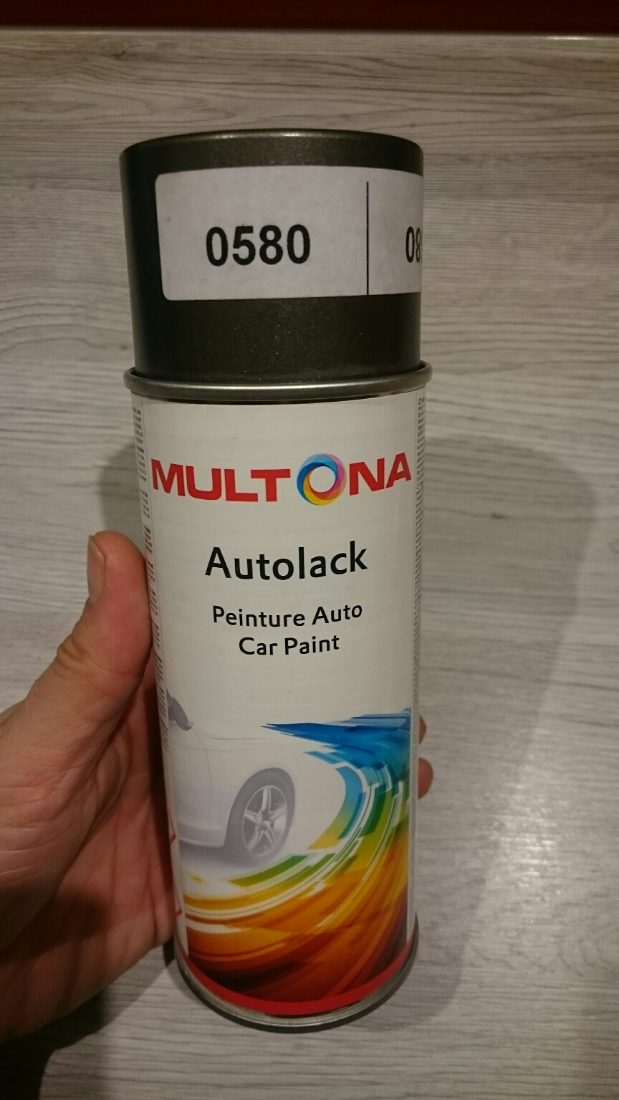 0580
MULTONA
Autolack
Peinture Auto
Car Paint